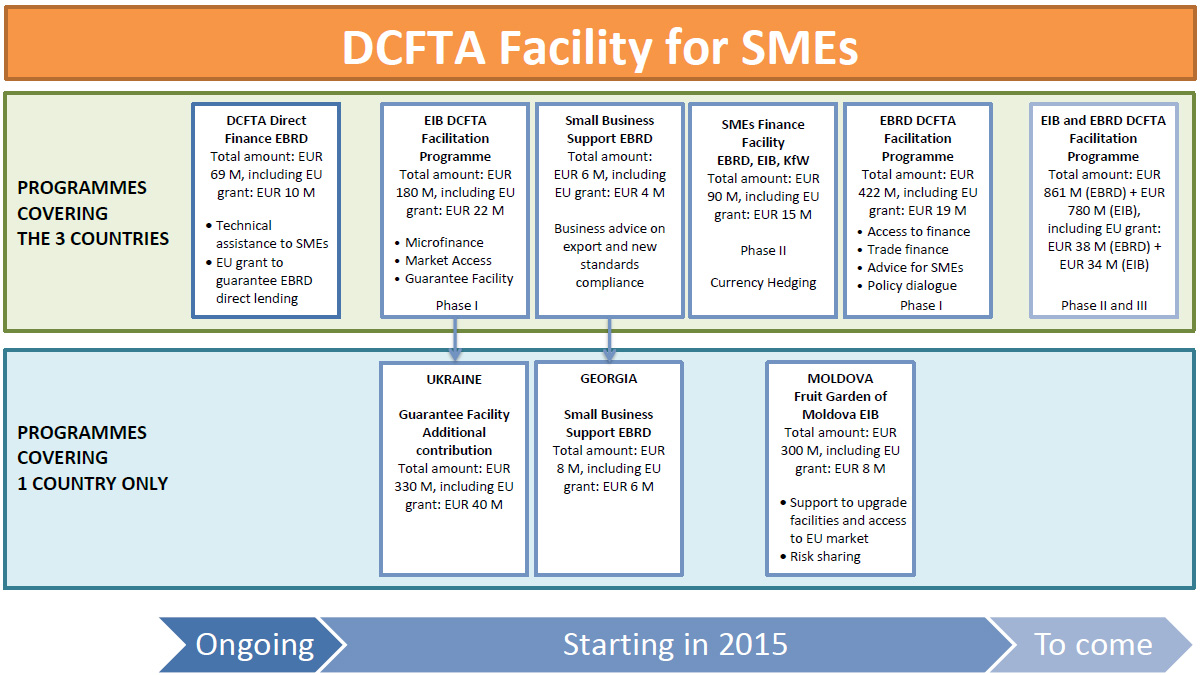 DCFTA Facility for SMEs
PROGRAMMES
COVERING
THE 3 COUNTRIES
DCFTA Direct
Finance EBRD
Total amount: EUR
69 M, including EU
grant: EUR 10 M
• Technical
assistance to SMEs
• EU grant to
guarantee EBRD
direct lending
EIB DCFTA
Facilitation
Programme
Total amount: EUR
180 M, including EU
grant: EUR 22 M
• Microfinance
• Market Access
• Guarantee Facility
Phase I
Small Business
Support EBRD
Total amount:
EUR 6 M, including
EU grant: EUR 4 M
Business advice on
export and new
standards
compliance
SMEs Finance
Facility
EBRD, EIB, KfW
Total amount: EUR
90 M, including EU
grant: EUR 15 M
Phase II
Currency Hedging
EBRD DCFTA
Facilitation
Programme
Total amount: EUR
422 M, including EU
grant: EUR 19 M
• Access to finance
• Trade finance
• Advice for SMEs
• Policy dialogue
Phase I
EIB and EBRD DCFTA
Facilitation
Programme
Total amount: EUR
861 M (EBRD) + EUR
780 M (EIB),
including EU grant:
EUR 38 M (EBRD) +
EUR 34 M (EIB)
Phase II and III
PROGRAMMES
COVERING
1 COUNTRY ONLY
UKRAINE
Guarantee Facility
Additional
contribution
Total amount: EUR
330 M, including EU
grant: EUR 40 M
GEORGIA
Small Business
Support EBRD
Total amount: EUR
8 M, including EU
grant: EUR 6 M
MOLDOVA
Fruit Garden of
Moldova EIB
Total amount: EUR
300 M, including EU
grant: EUR 8 M
• Support to upgrade
facilities and access
to EU market
• Risk sharing
Ongoing
Starting in 2015
To come